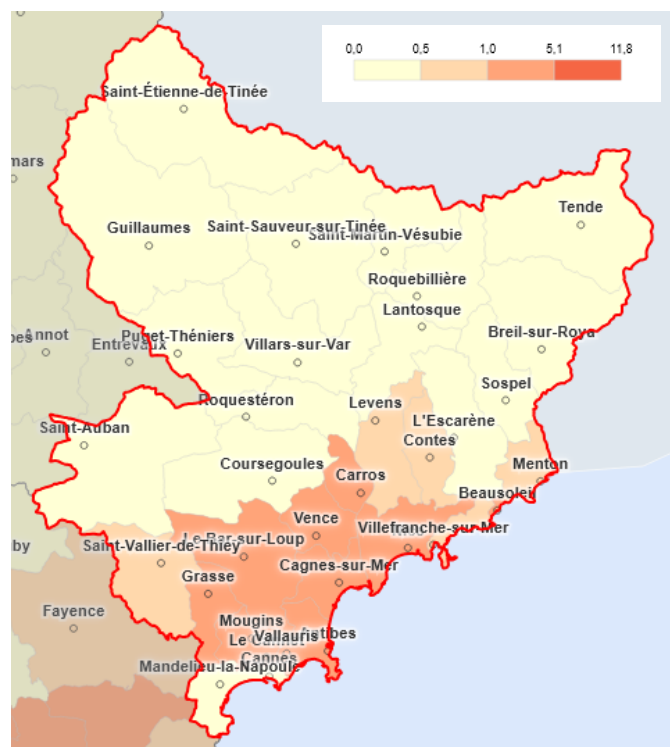 0,0 0,5 1,0 5,1 11,8
Saint-Étienne-de-Tinée
mars
Tende
Guillaumes
Saint-Sauveur-sur-Tinée
Saint-Martin-Vésubie
Roquebillière
Lantosque
Annot
Entrevaux
Puget-Théniers
Villars-sur-Var
Breil-sur-Roya
Sospel
Roquestéron
Levens
L'Escarène
Saint-Auban
Contes
Coursegoules
Carros
Menton
Beausoleil
Vence
Villefranche-sur-Mer
Le Bar-sur-Loup
Saint-Vallier-de-Thiey
Cagnes-sur-Mer
Grasse
Fayence
Mougins
Vallauris
Antibes
Cannes
Mandelieu-la-Napoule